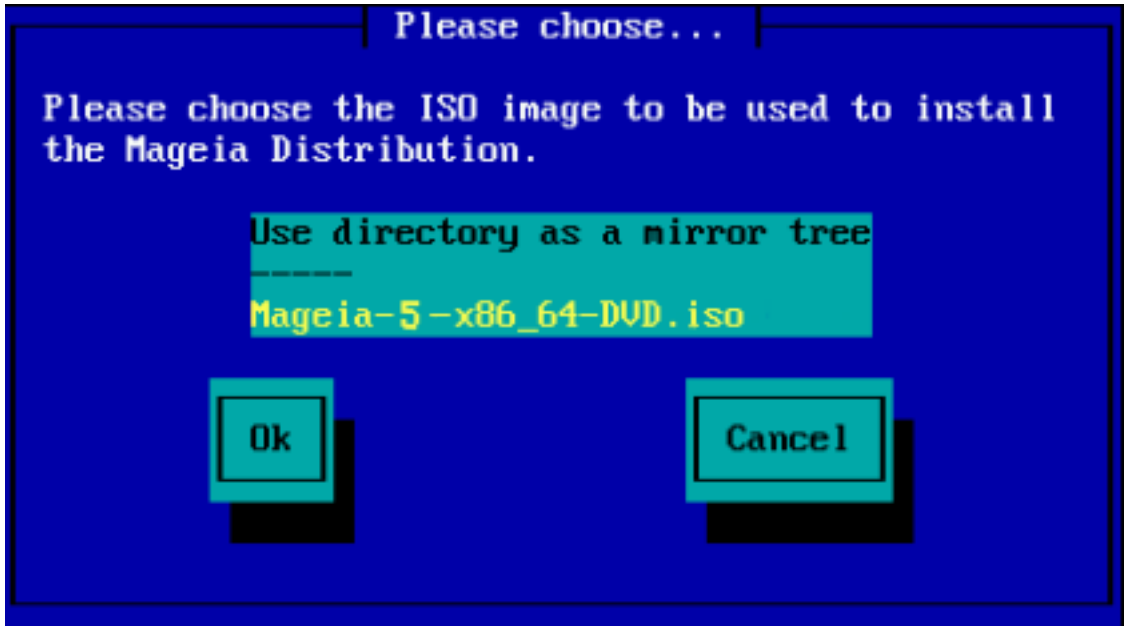 Please choose...
Please choose the ISO image to be used to install
the Mageia Distribution.
Use directory as a mirror tree
-----
Mageia-5-x86_64-DVD.iso
Ok
Cancel